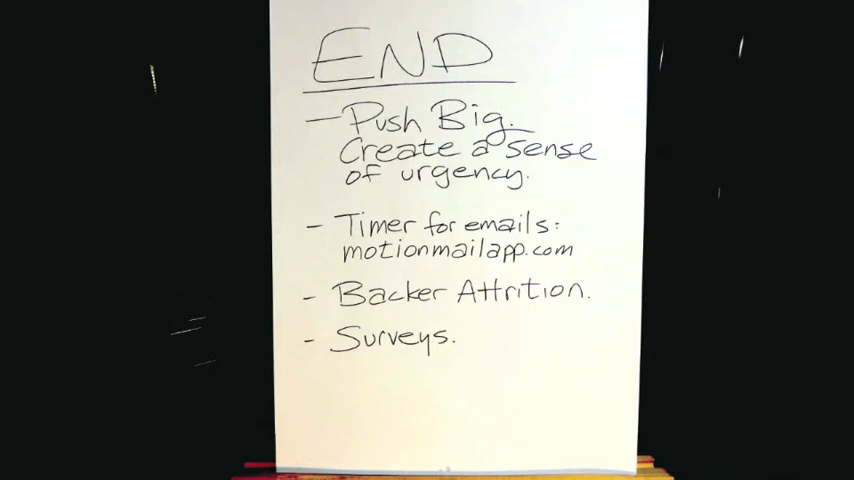 END
- Push Big.
Create a sense
of urgency.
- Timer for emails:
motionmailapp.com
- Backer Attrition.
- Surveys.